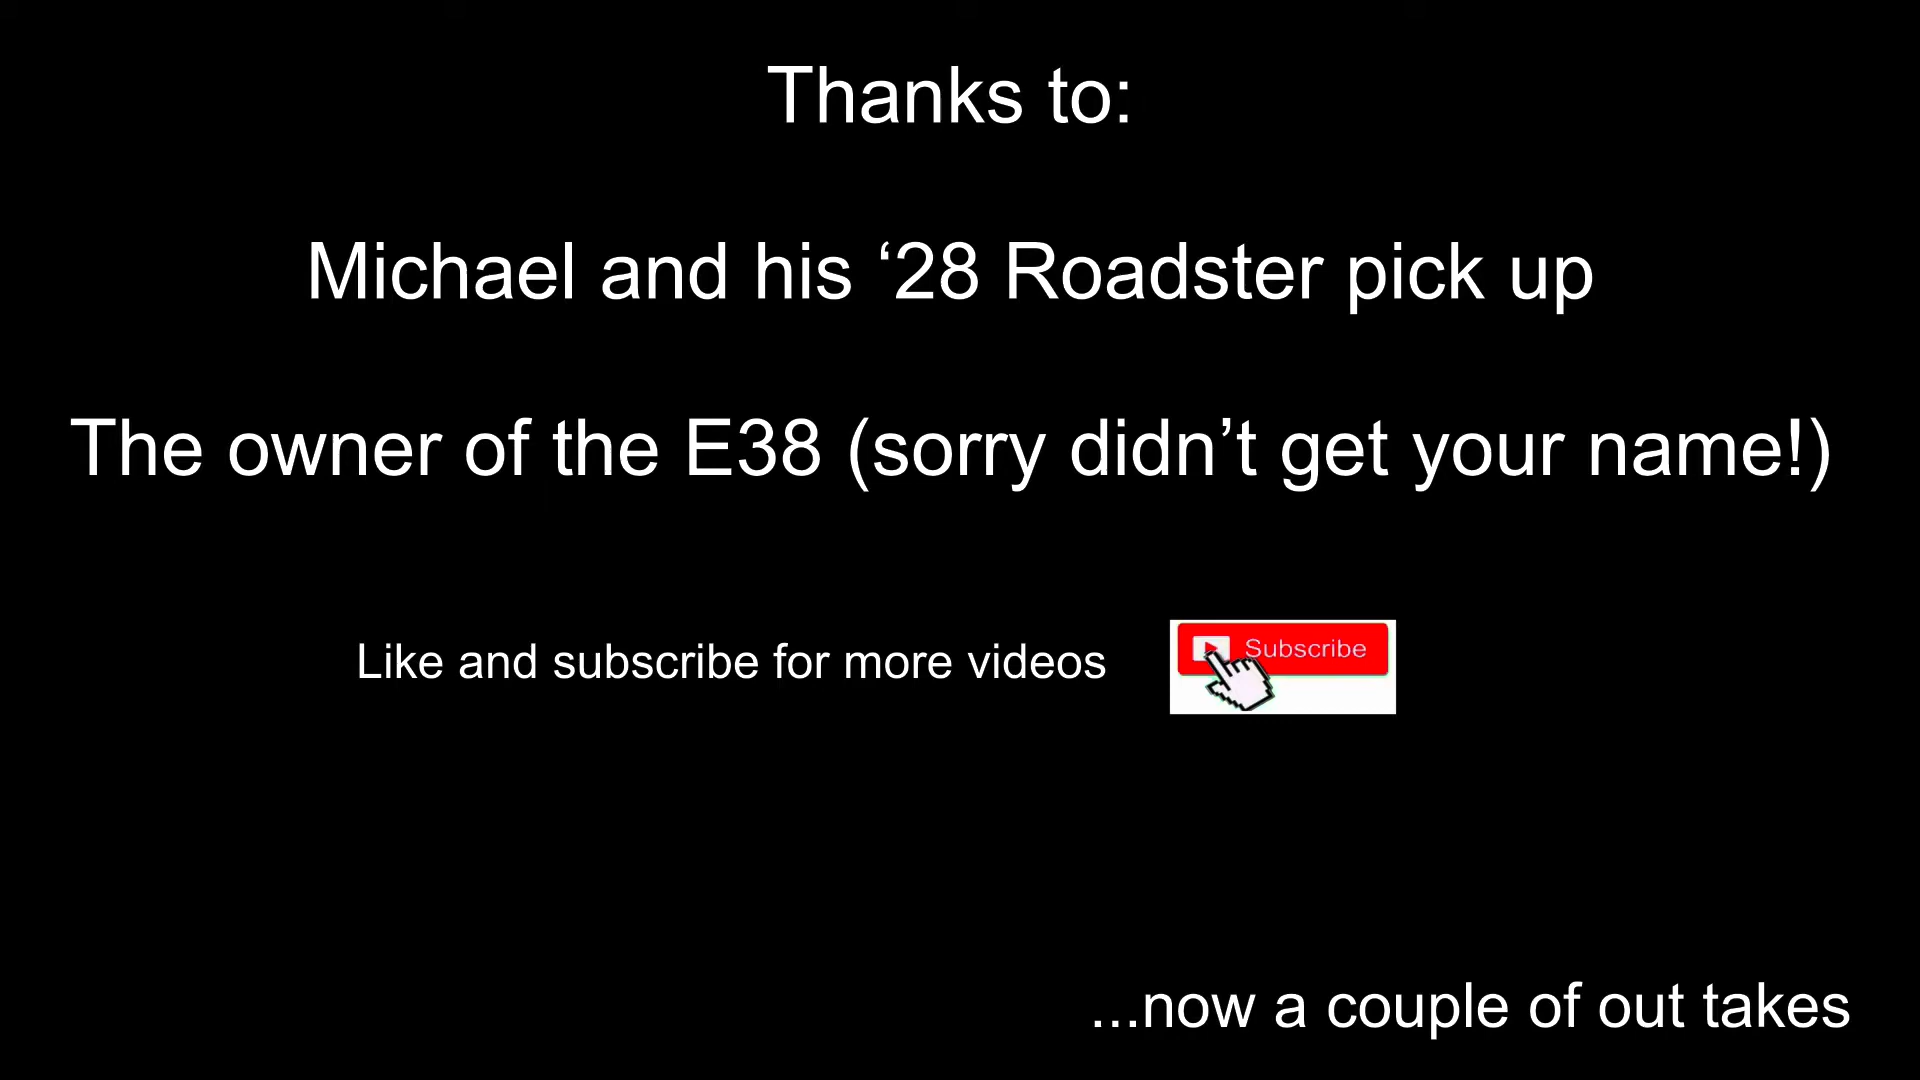 Thanks to:
Michael and his ‘28 Roadster pick up
The owner of the E38 (sorry didn’t get your name!)
Like and subscribe for more videos
Subscribe
...now a couple of out takes